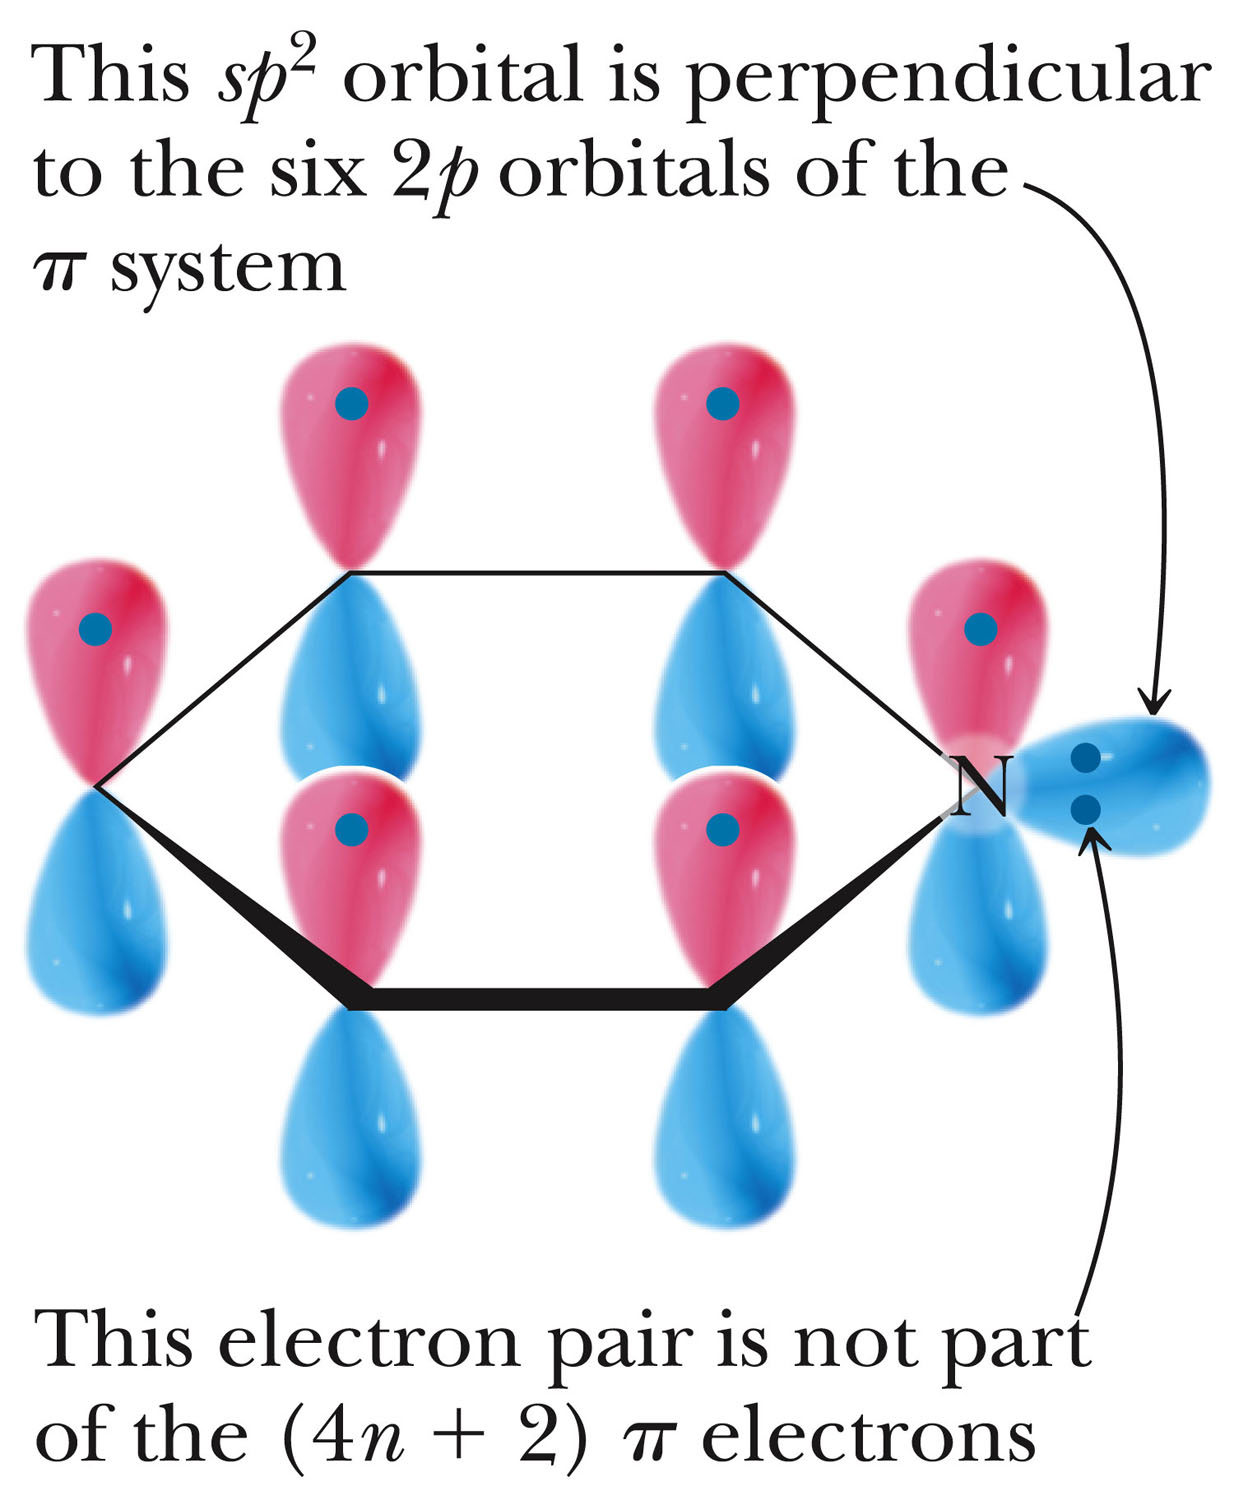 This sp² orbital is perpendicular
to the six 2p orbitals of the
π system
N
This electron pair is not part
of the (4n + 2) π electrons